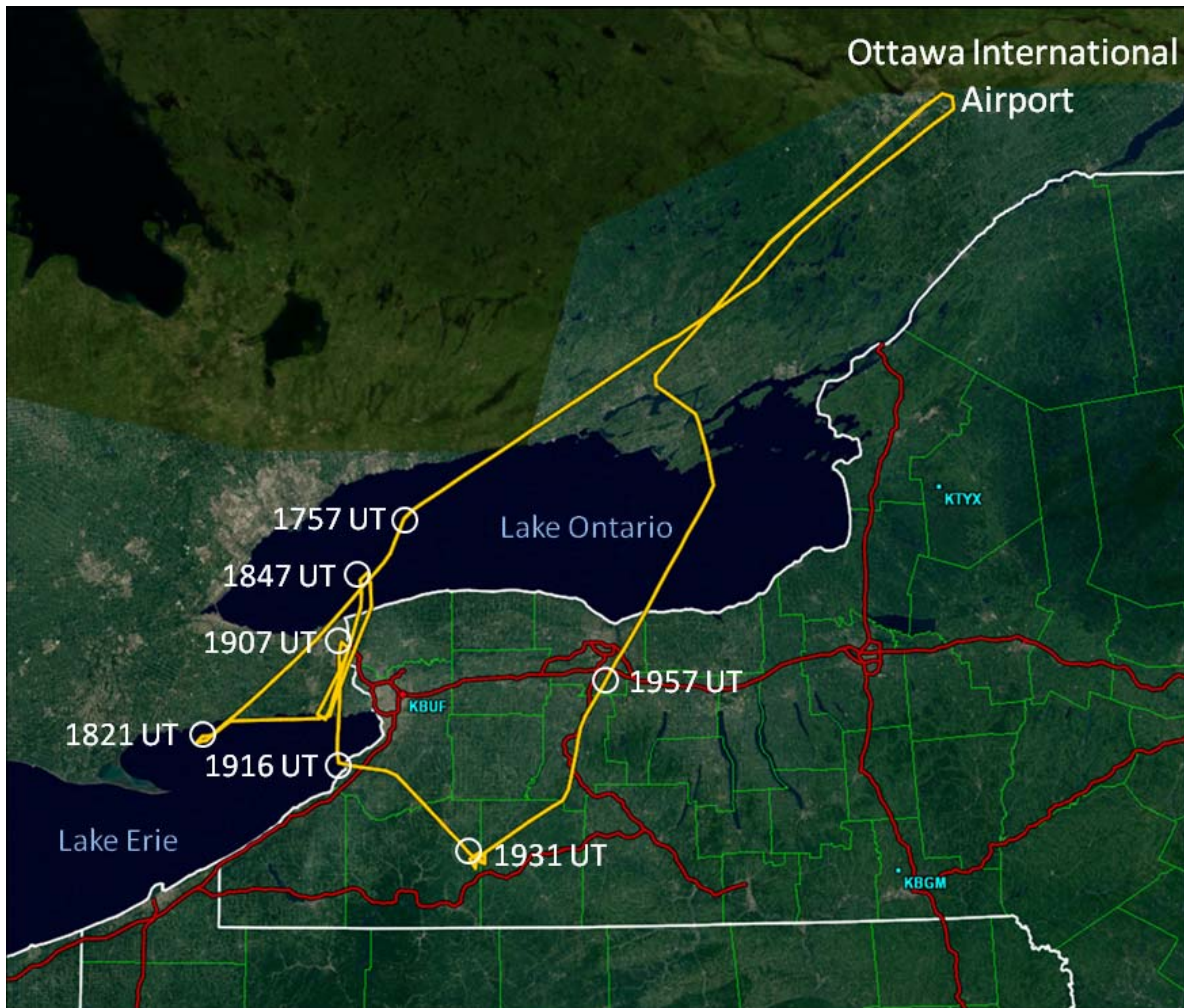 Ottawa International
Airport
KTYX
1757 UT
Lake Ontario
1847 UT
1907 UT
1957 UT
KBUF
1821 UT
1916 UT
Lake Erie
1931 UT
KBGM